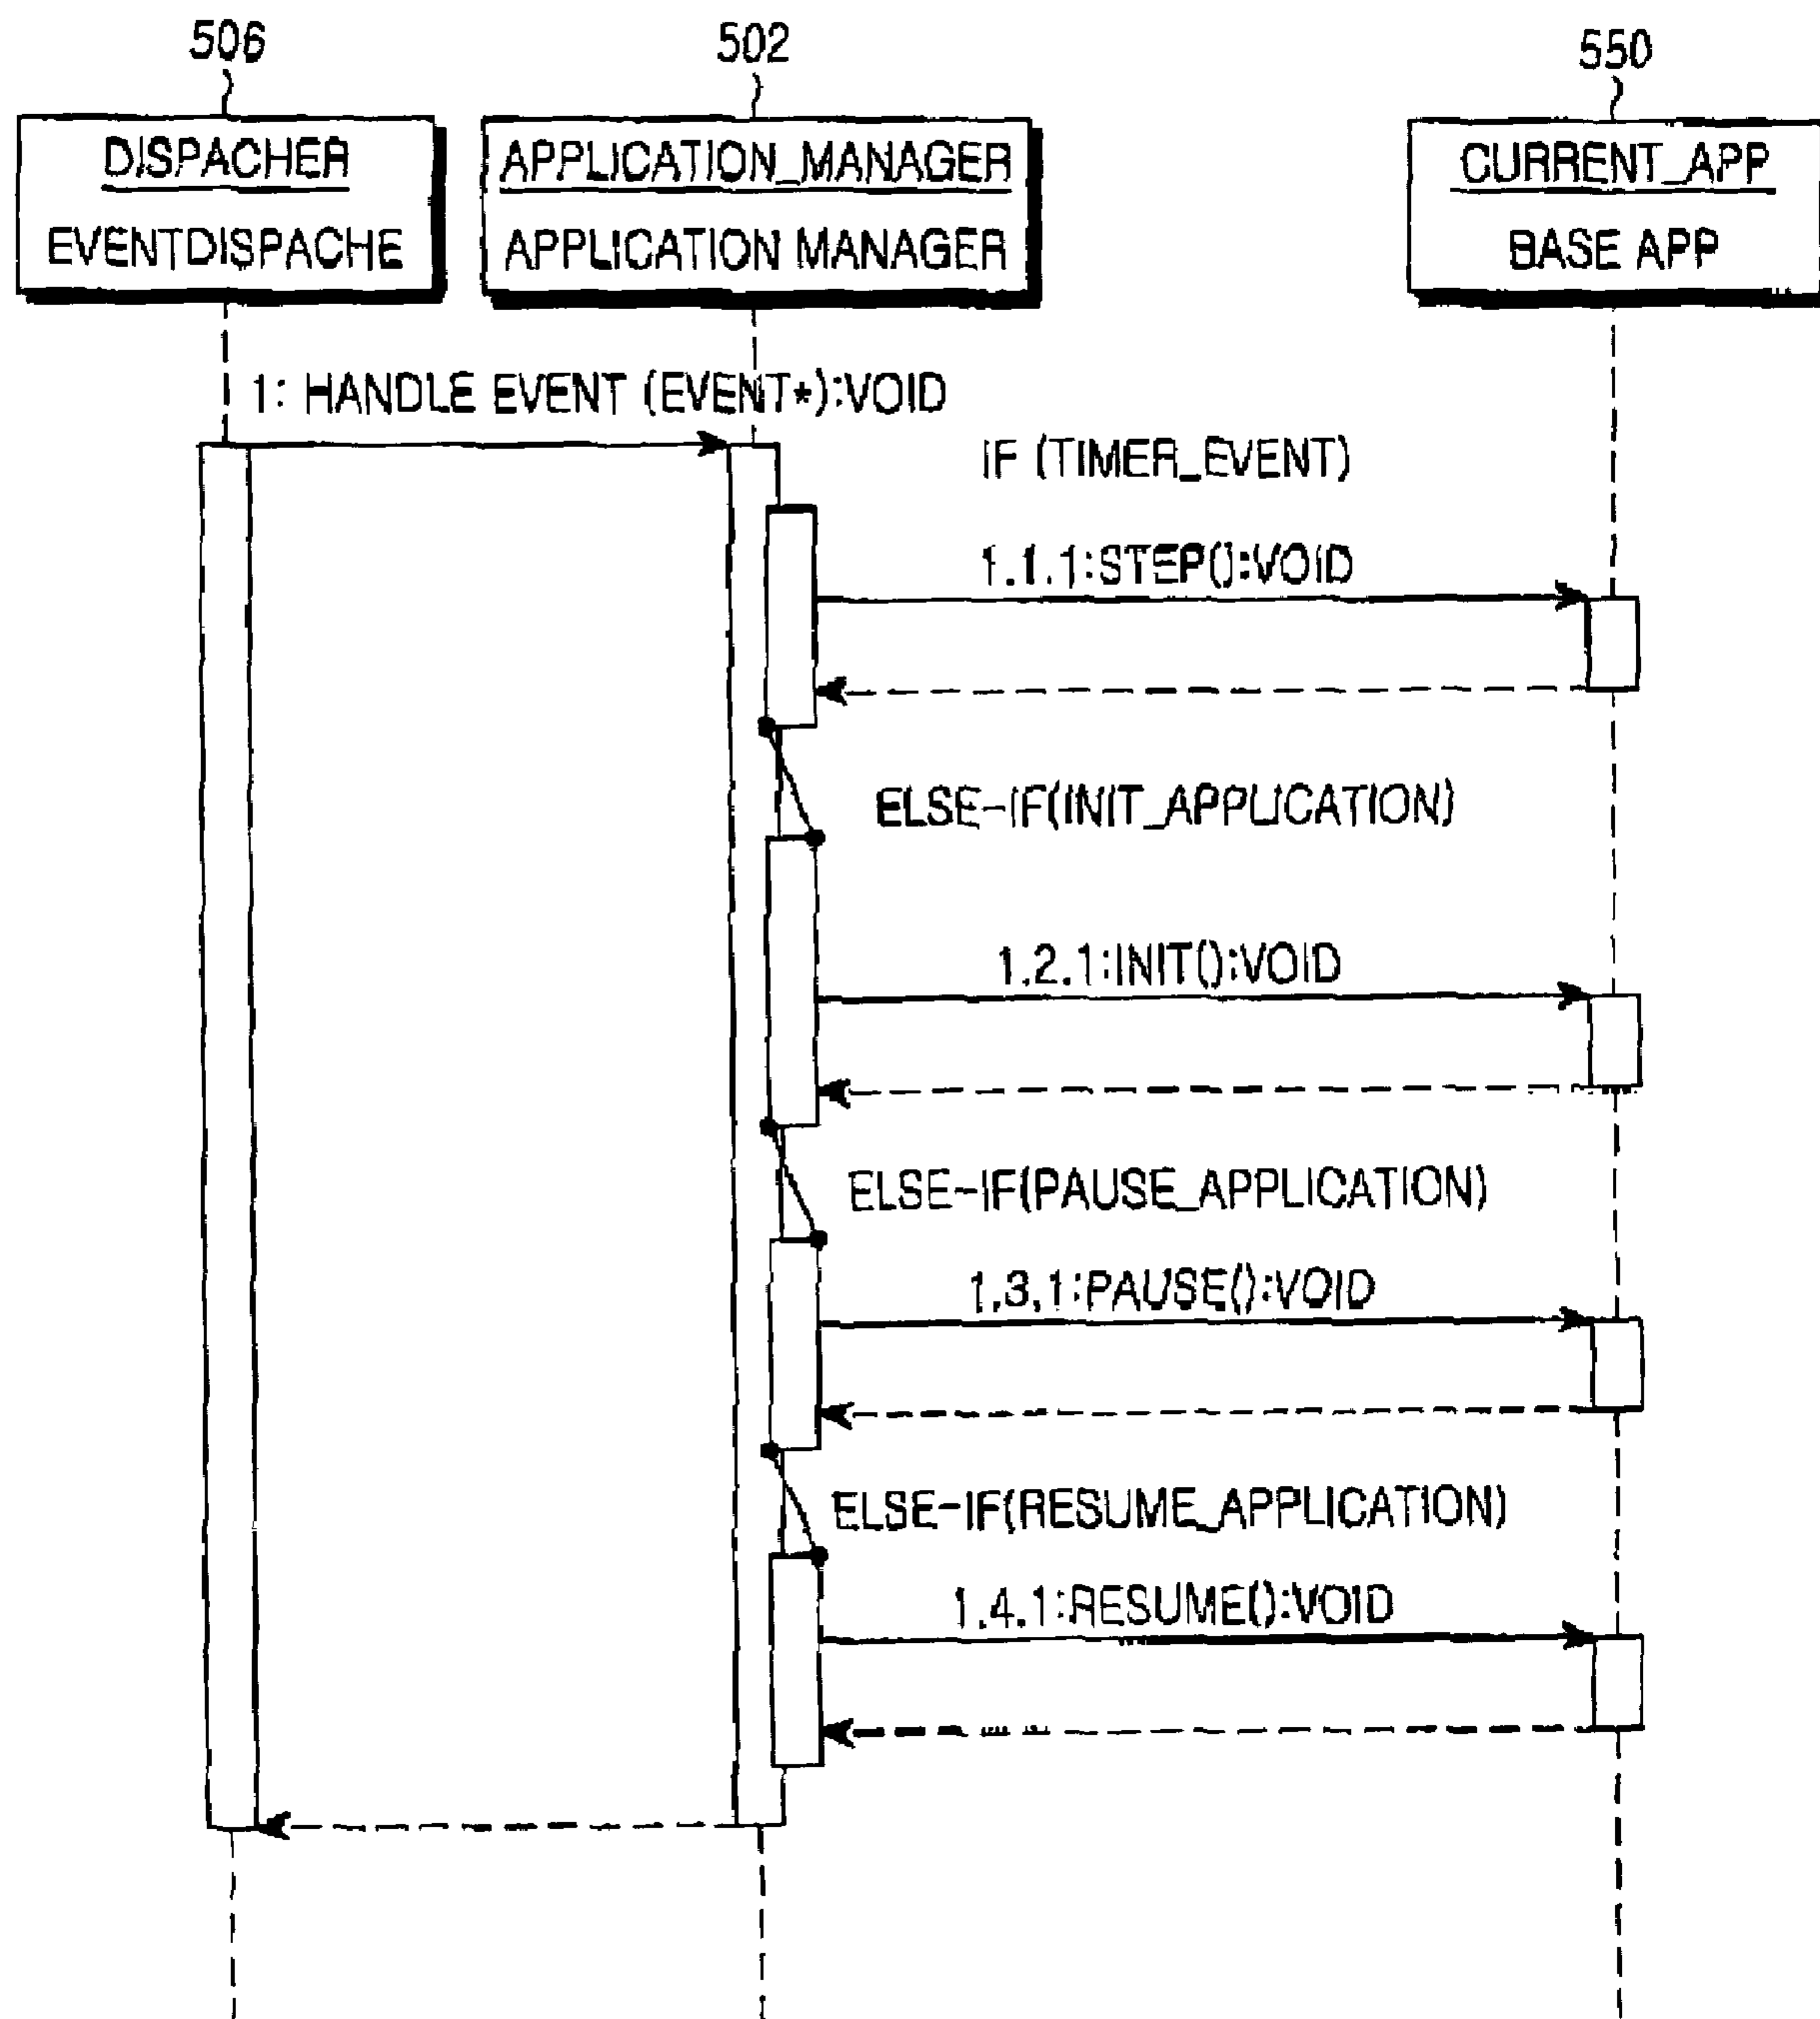 506
502
550
DISPACHER
EVENTDISPACHE
APPLICATION_MANAGER
APPLICATION MANAGER
CURRENT_APP
BASE APP
1: HANDLE EVENT (EVENT*):VOID
IF (TIMER_EVENT)
1.1.1:STEP():VOID
ELSE-IF(INIT_APPLICATION)
1.2.1:INIT():VOID
ELSE-IF(PAUSE_APPLICATION)
1.3.1:PAUSE():VOID
ELSE-IF(RESUME_APPLICATION)
1.4.1:RESUME():VOID